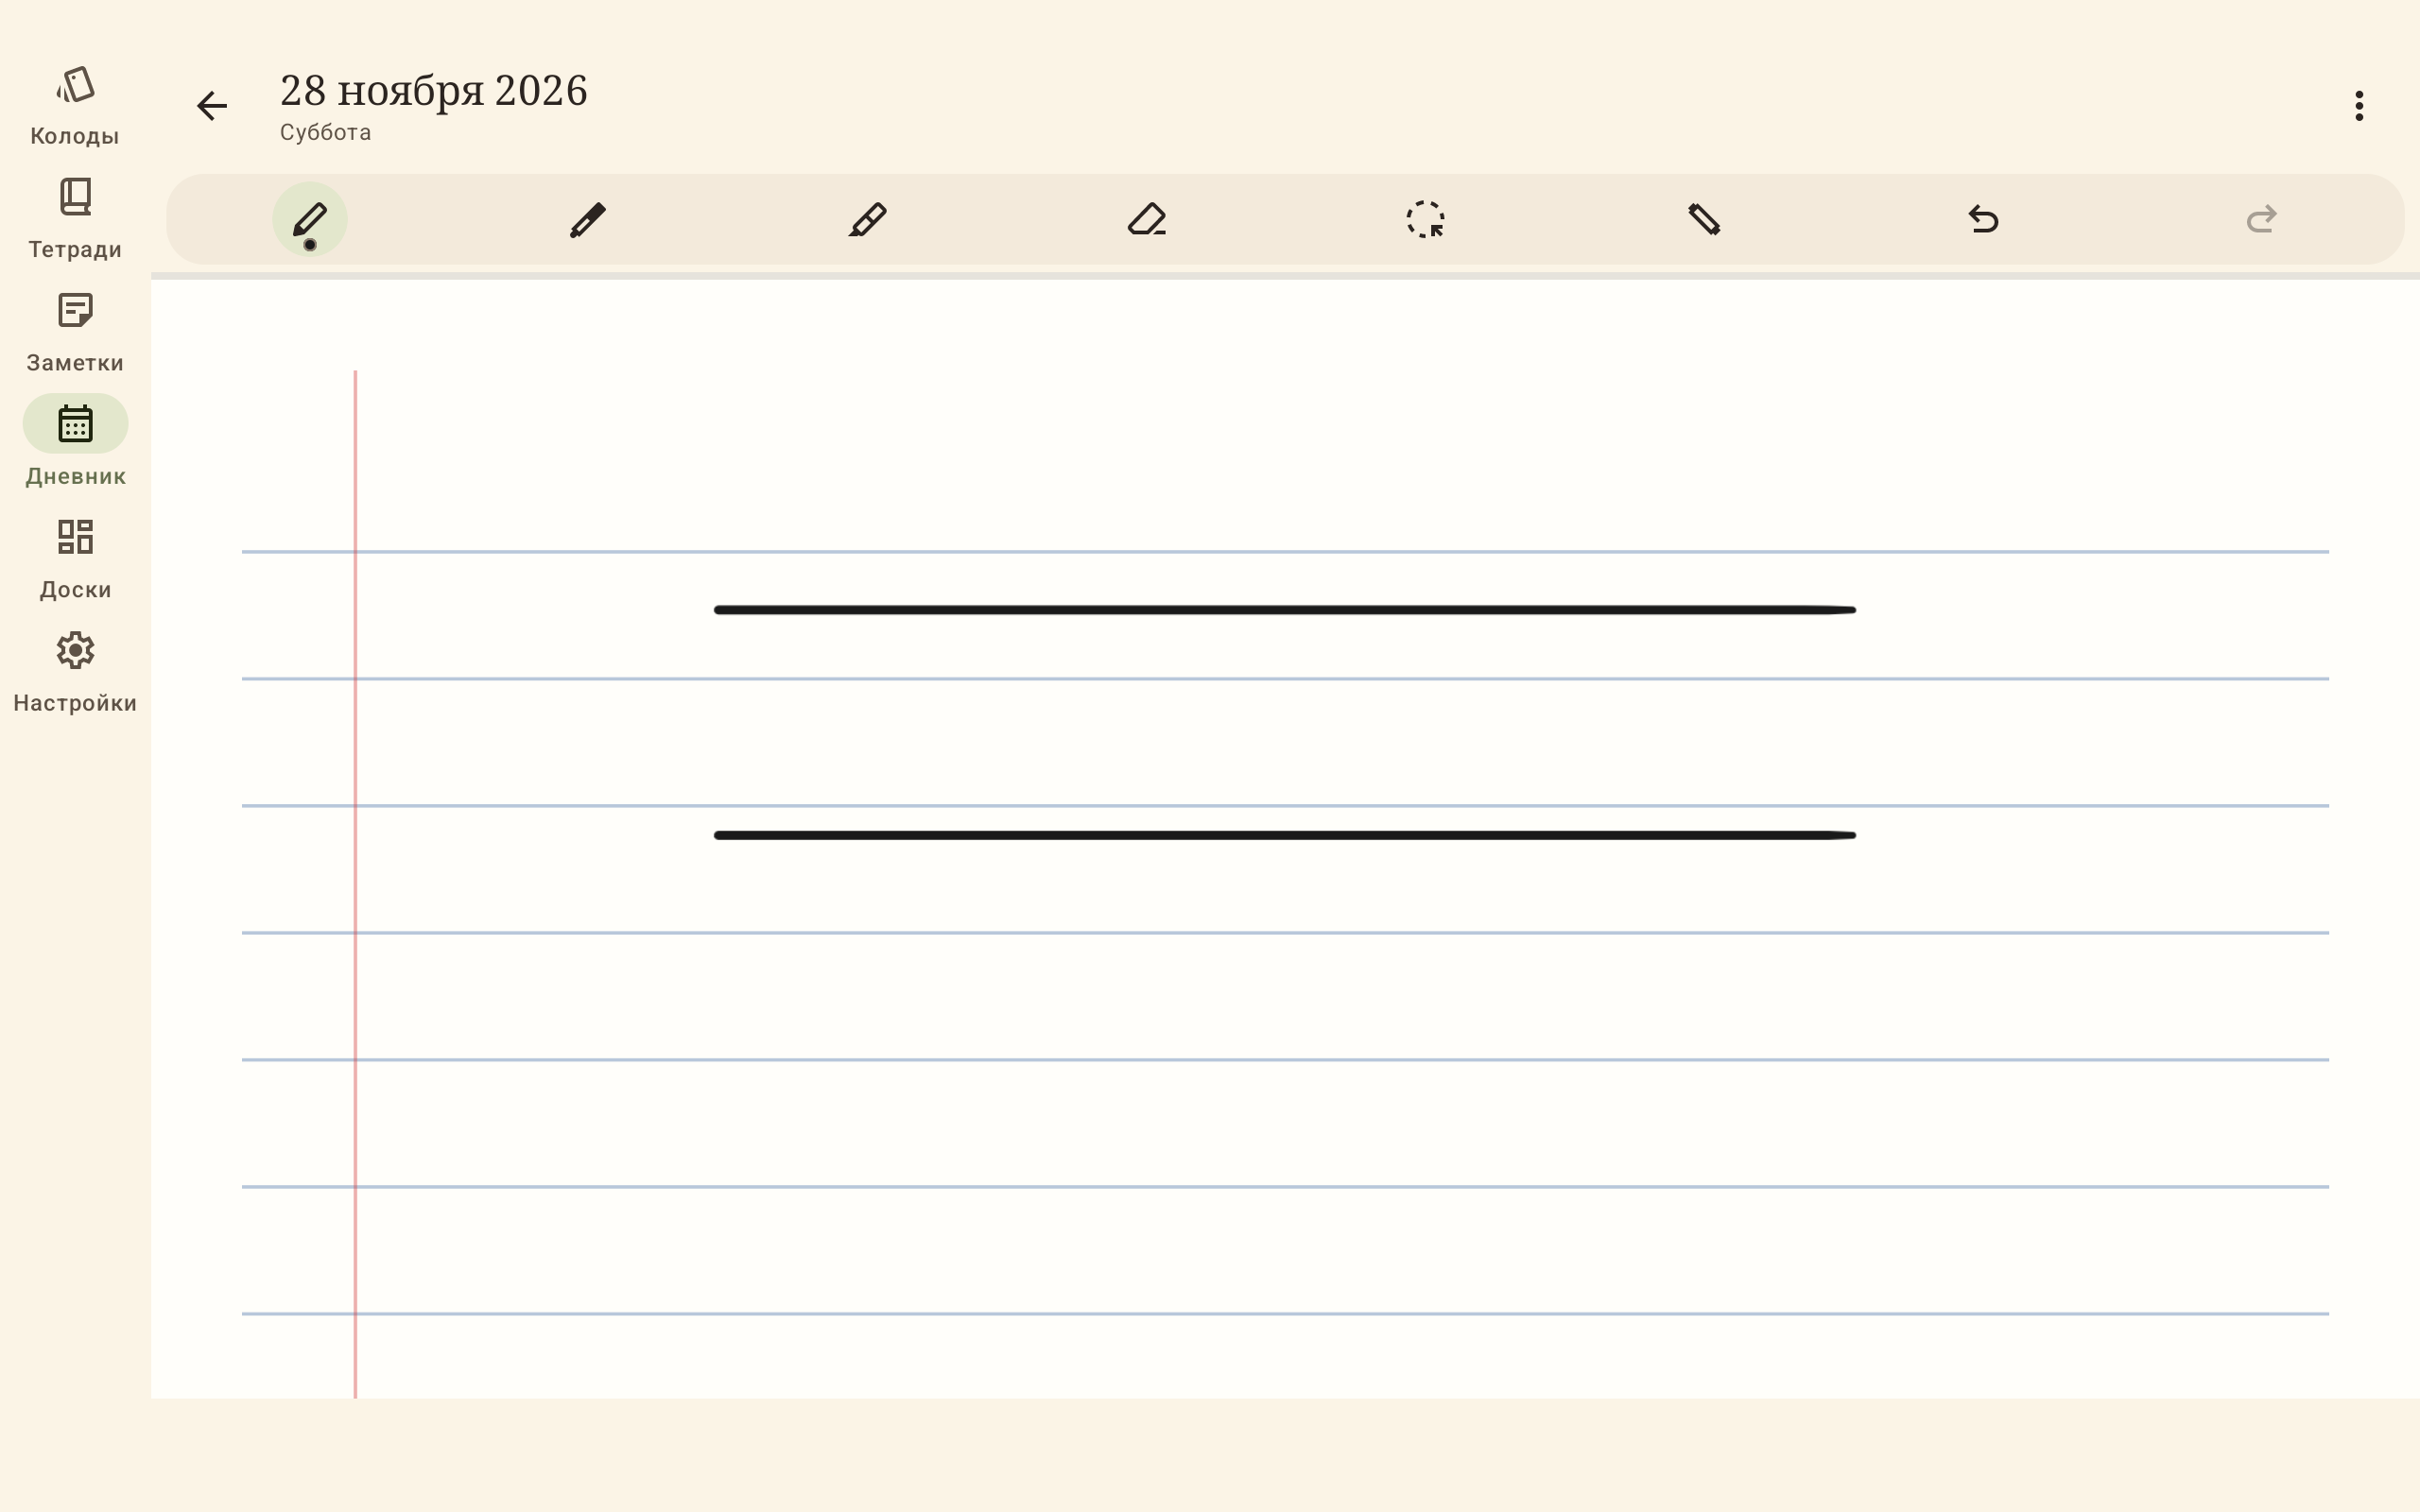 28 ноября 2026
Суббота
Колоды
Тетради
Заметки
Дневник
Доски
Настройки